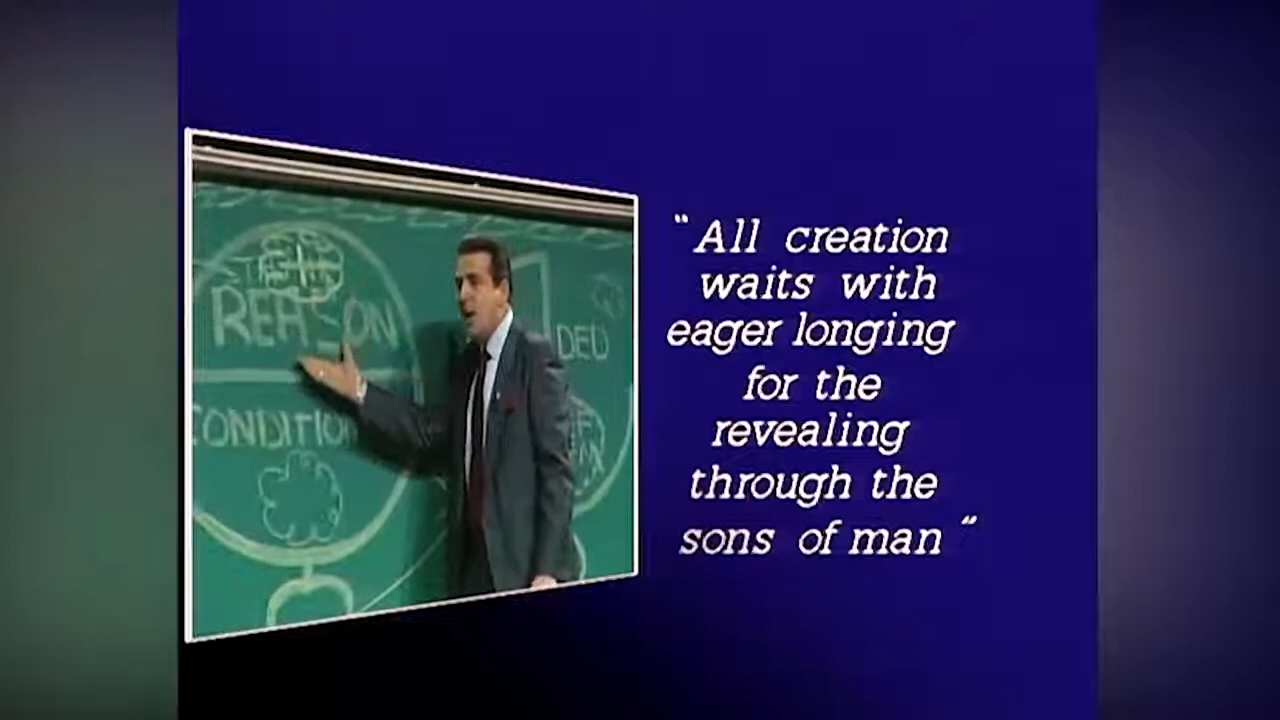 REASON
CONDITION
DED
“All creation
waits with
eager longing
for the
revealing
through the
sons of man”